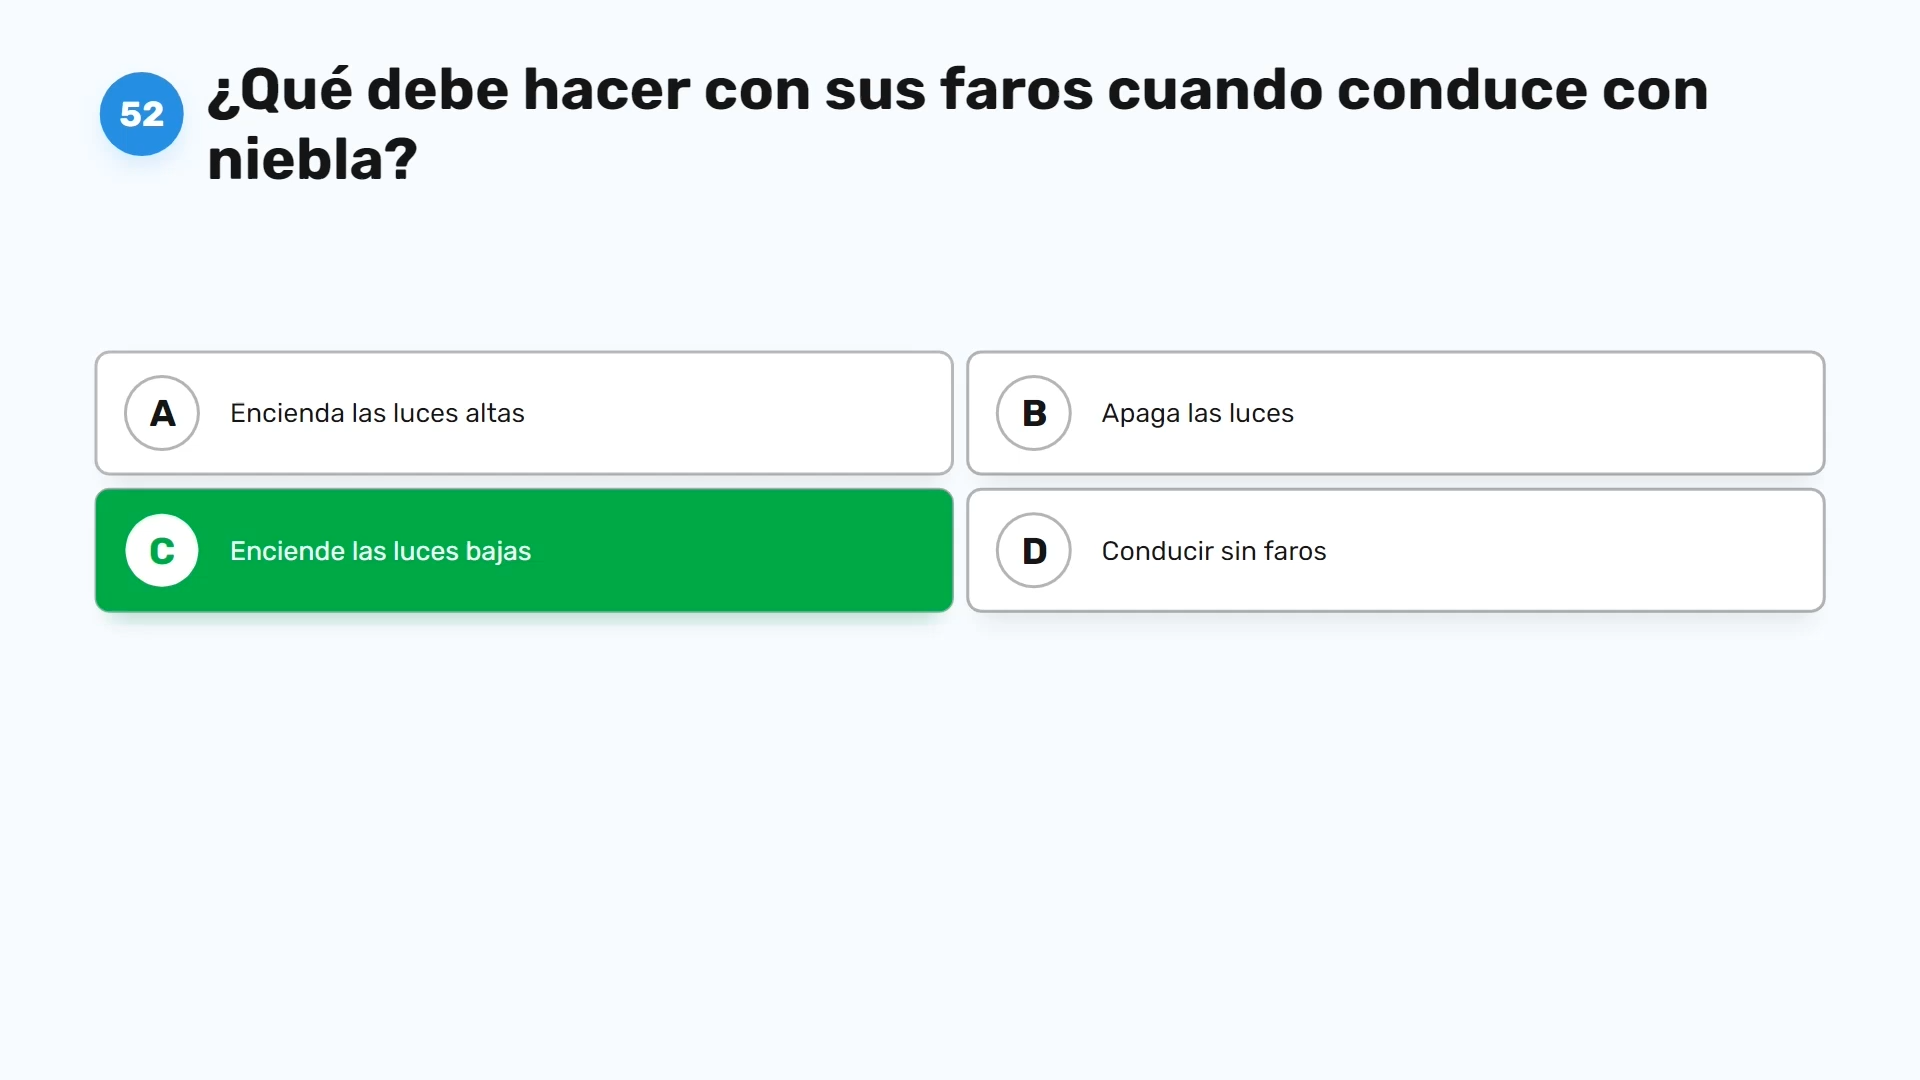 52
¿Qué debe hacer con sus faros cuando conduce con
niebla?
A Encienda las luces altas
B Apaga las luces
C Enciende las luces bajas
D Conducir sin faros